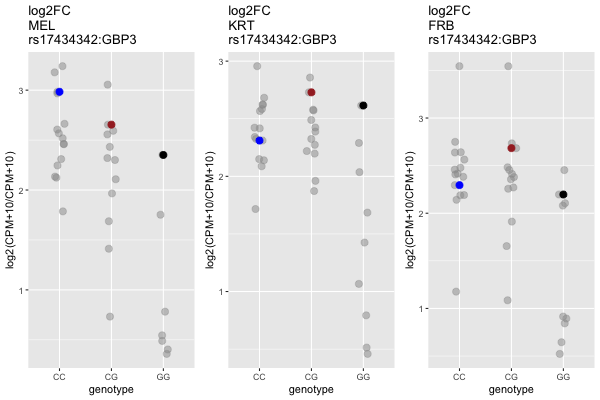 log2FC
MEL
rs17434342:GBP3
log2(CPM+10/CPM+10)
3
2
1
CC
CG
GG
genotype
log2FC
KRT
rs17434342:GBP3
log2(CPM+10/CPM+10)
3
2
1
CC
CG
GG
genotype
log2FC
FRB
rs17434342:GBP3
log2(CPM+10/CPM+10)
3
2
1
CC
CG
GG
genotype